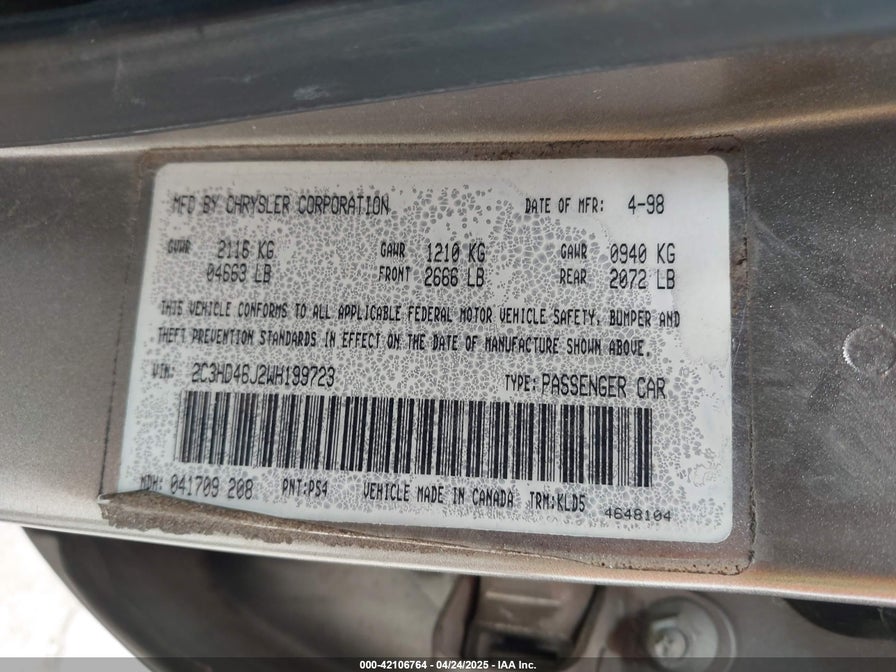 MFD BY CHRYSLER CORPORATION DATE OF MFR: 4-98
GVWR 2116 KG GAWR 1210 KG GAWR 0940 KG
04663 LB FRONT 2666 LB REAR 2072 LB
THIS VEHICLE CONFORMS TO ALL APPLICABLE FEDERAL MOTOR VEHICLE SAFETY, BUMPER AND
THEFT PREVENTION STANDARDS IN EFFECT ON THE DATE OF MANUFACTURE SHOWN ABOVE.
VIN: 2C3HD46J2WH199723 TYPE: PASSENGER CAR
MDH: 041709 208 PNT: PS4 VEHICLE MADE IN CANADA TRM: KLD5
4648104
000-42106764 - 04/24/2025 - IAA Inc.